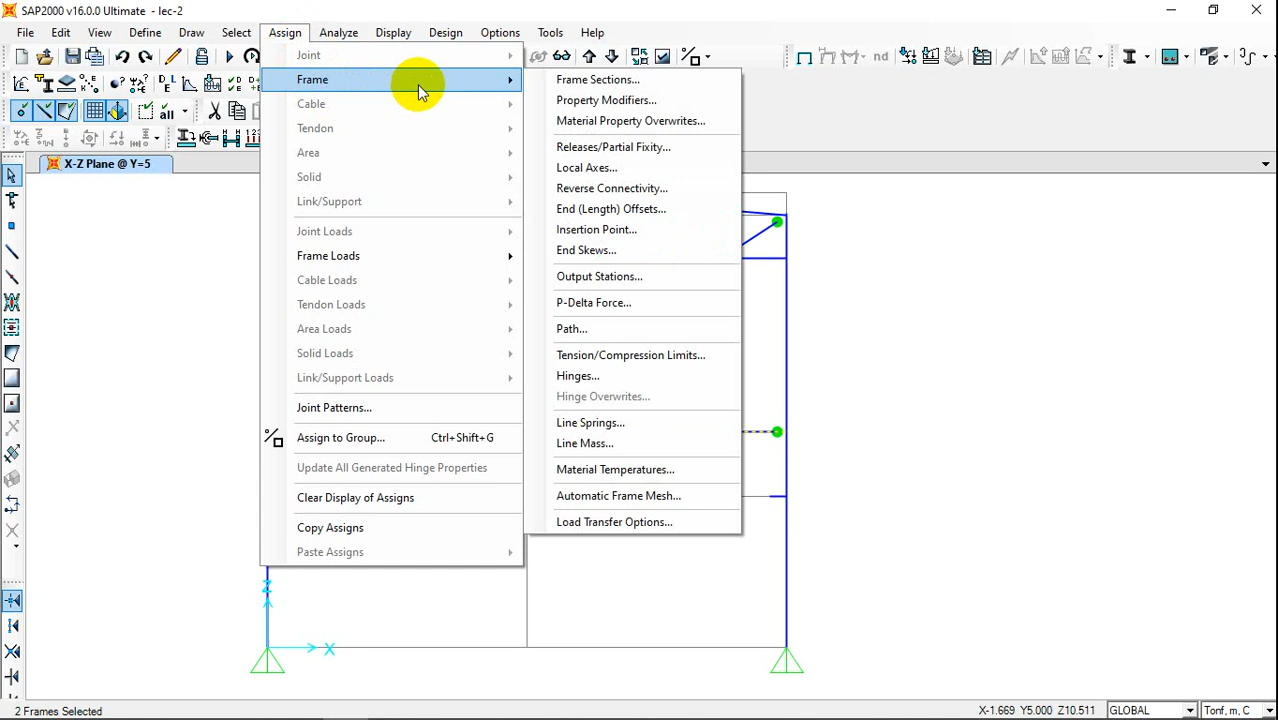 SAP2000 v16.0.0 Ultimate - lec-2
File Edit View Define Draw Select Assign Analyze Display Design Options Tools Help
nd
all
X-Z Plane @ Y=5
Joint
Frame
Cable
Tendon
Area
Solid
Link/Support
Joint Loads
Frame Loads
Cable Loads
Tendon Loads
Area Loads
Solid Loads
Link/Support Loads
Joint Patterns...
Assign to Group... Ctrl+Shift+G
Update All Generated Hinge Properties
Clear Display of Assigns
Copy Assigns
Paste Assigns
Frame Sections...
Property Modifiers...
Material Property Overwrites...
Releases/Partial Fixity...
Local Axes...
Reverse Connectivity...
End (Length) Offsets...
Insertion Point...
End Skews...
Output Stations...
P-Delta Force...
Path...
Tension/Compression Limits...
Hinges...
Hinge Overwrites...
Line Springs...
Line Mass...
Material Temperatures...
Automatic Frame Mesh...
Load Transfer Options...
Z
X
2 Frames Selected
X-1.669 Y5.000 Z10.511
GLOBAL
Tonf, m, C